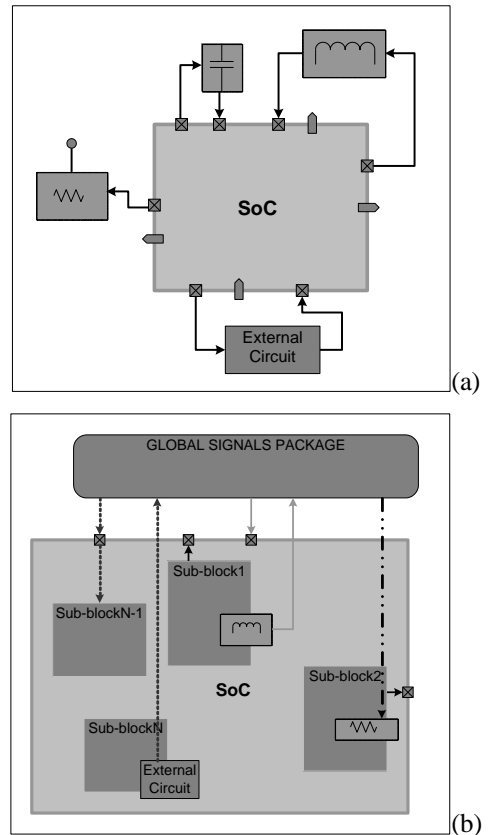 SoC
External
Circuit
(a)
GLOBAL SIGNALS PACKAGE
Sub-block1
Sub-blockN-1
SoC
Sub-block2
Sub-blockN
External
Circuit
(b)